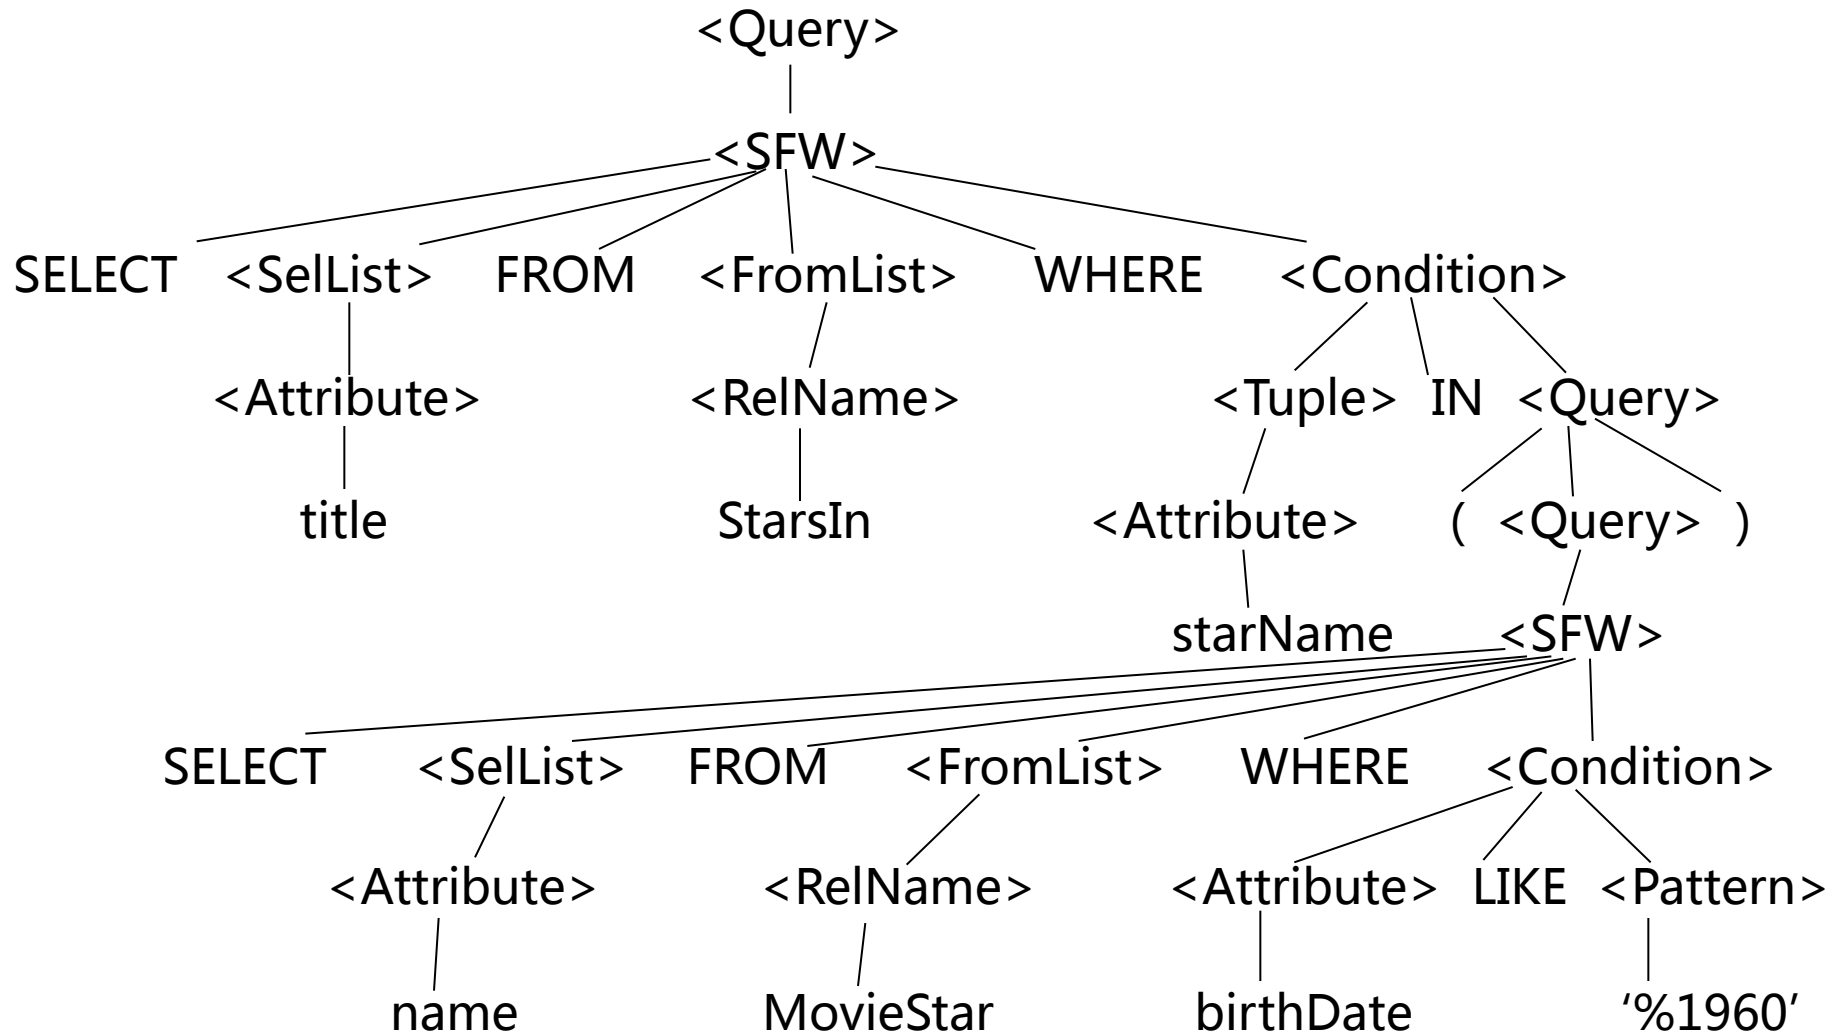 <Query>
<SFW>
SELECT <SelList> FROM <FromList> WHERE <Condition>
<Attribute> <RelName> <Tuple> IN <Query>
title StarsIn <Attribute> ( <Query> )
starName <SFW>
SELECT <SelList> FROM <FromList> WHERE <Condition>
<Attribute> <RelName> <Attribute> LIKE <Pattern>
name MovieStar birthDate ‘%1960’